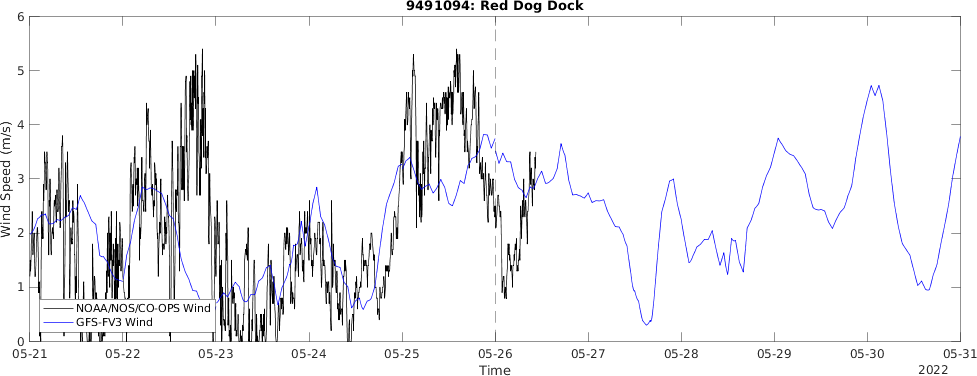 9491094: Red Dog Dock
Wind Speed (m/s)
6
5
4
3
2
1
0
NOAA/NOS/CO-OPS Wind
GFS-FV3 Wind
05-21 05-22 05-23 05-24 05-25 05-26 05-27 05-28 05-29 05-30 05-31
Time
2022